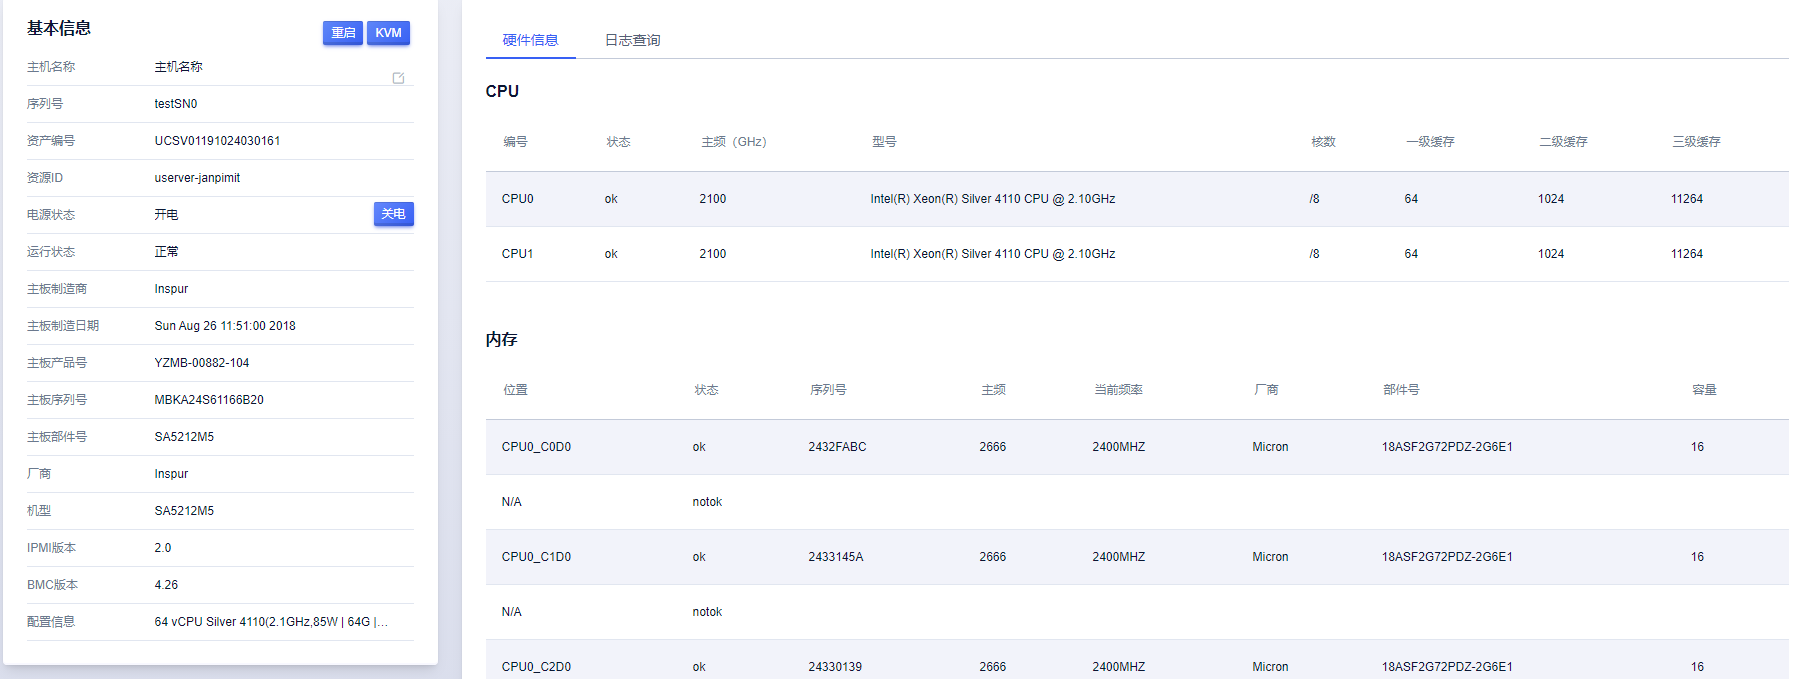 基本信息 重启 KVM
主机名称 主机名称
序列号 testSN0
资产编号 UCSV01191024030161
资源ID userver-janpimit
电源状态 开电 关电
运行状态 正常
主板制造商 Inspur
主板制造日期 Sun Aug 26 11:51:00 2018
主板产品号 YZMB-00882-104
主板序列号 MBKA24S61166B20
主板部件号 SA5212M5
厂商 Inspur
机型 SA5212M5
IPMI版本 2.0
BMC版本 4.26
配置信息 64 vCPU Silver 4110(2.1GHz,85W | 64G |...
硬件信息 日志查询
CPU
编号 状态 主频（GHz） 型号 核数 一级缓存 二级缓存 三级缓存
CPU0 ok 2100 Intel(R) Xeon(R) Silver 4110 CPU @ 2.10GHz /8 64 1024 11264
CPU1 ok 2100 Intel(R) Xeon(R) Silver 4110 CPU @ 2.10GHz /8 64 1024 11264
内存
位置 状态 序列号 主频 当前频率 厂商 部件号 容量
CPU0_C0D0 ok 2432FABC 2666 2400MHZ Micron 18ASF2G72PDZ-2G6E1 16
N/A notok
CPU0_C1D0 ok 2433145A 2666 2400MHZ Micron 18ASF2G72PDZ-2G6E1 16
N/A notok
CPU0_C2D0 ok 24330139 2666 2400MHZ Micron 18ASF2G72PDZ-2G6E1 16